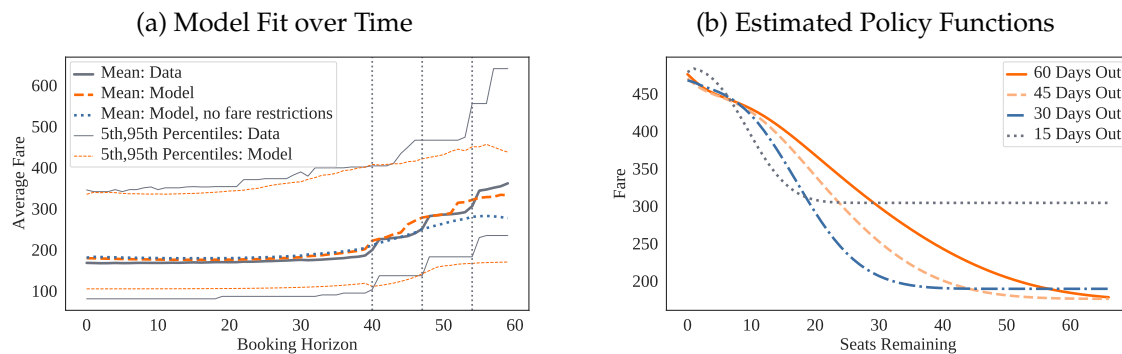 (a) Model Fit over Time
Mean: Data
Mean: Model
Mean: Model, no fare restrictions
5th,95th Percentiles: Data
5th,95th Percentiles: Model
Average Fare
600
500
400
300
200
100
0
10
20
30
40
50
60
Booking Horizon
(b) Estimated Policy Functions
60 Days Out
45 Days Out
30 Days Out
15 Days Out
Fare
450
400
350
300
250
200
0
10
20
30
40
50
60
Seats Remaining